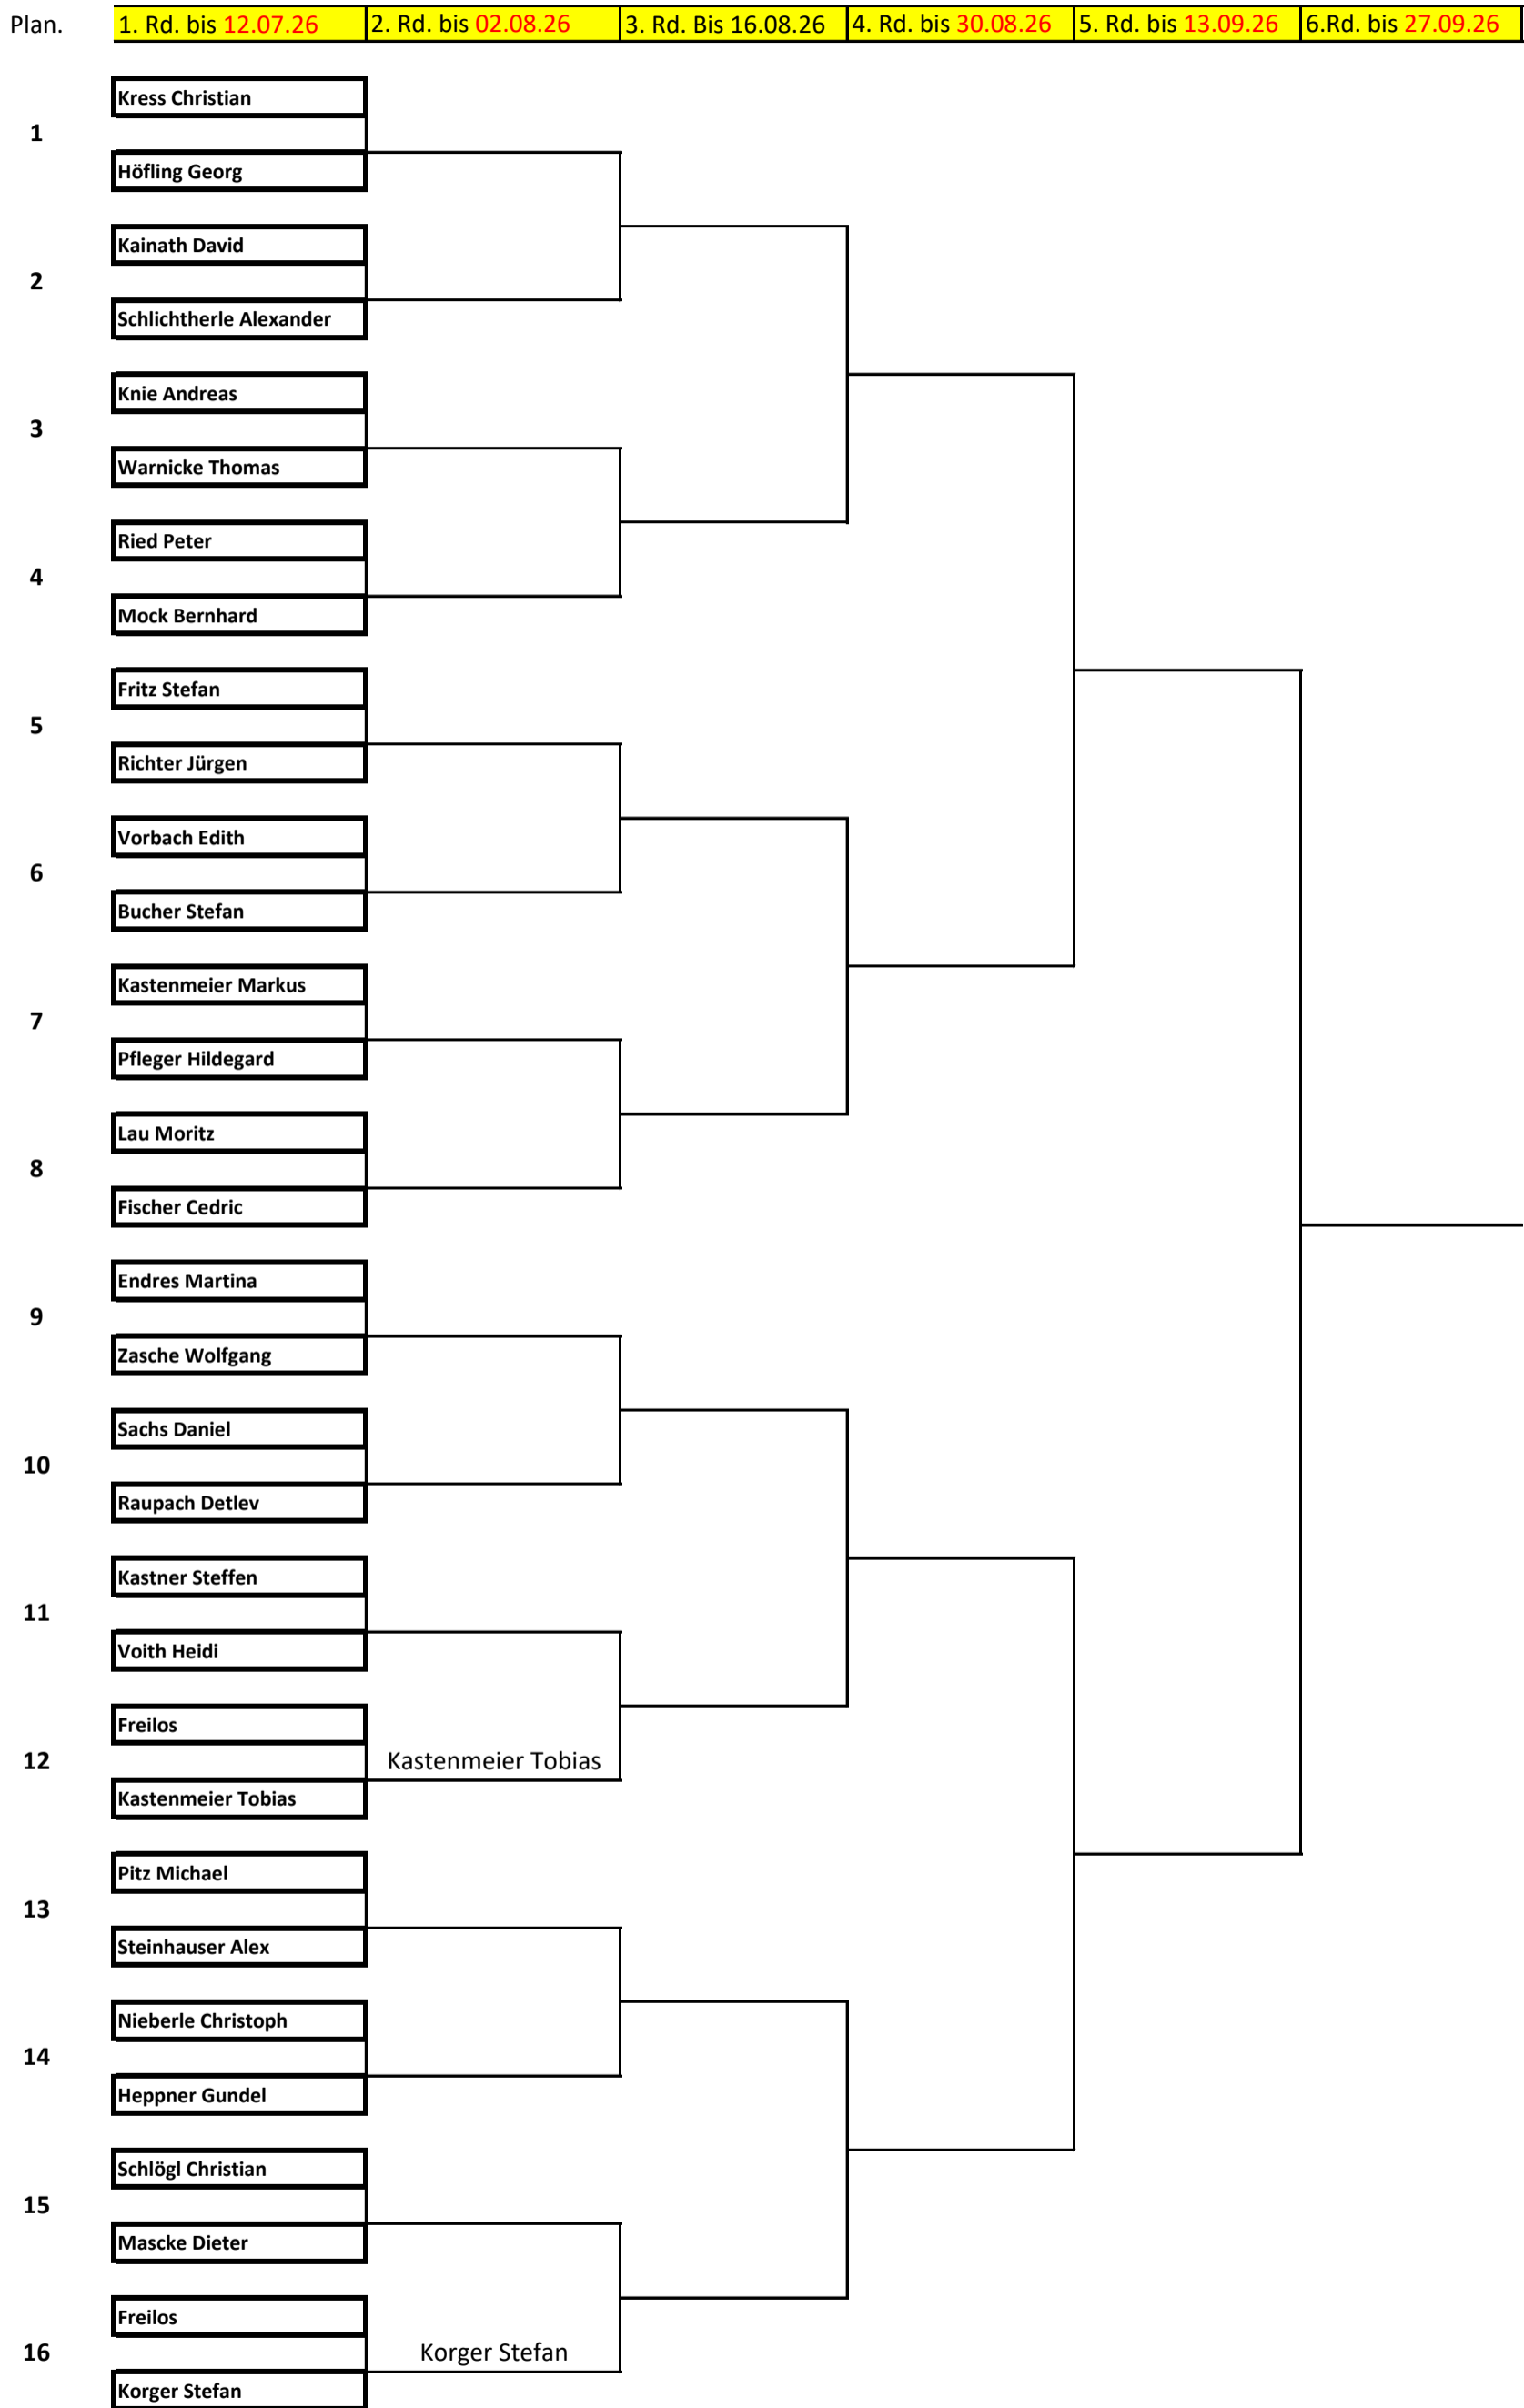 Plan. 1. Rd. bis 12.07.26 2. Rd. bis 02.08.26 3. Rd. Bis 16.08.26 4. Rd. bis 30.08.26 5. Rd. bis 13.09.26 6.Rd. bis 27.09.26
Kress Christian
1
Höfling Georg
Kainath David
2
Schlichtherle Alexander
Knie Andreas
3
Warnicke Thomas
Ried Peter
4
Mock Bernhard
Fritz Stefan
5
Richter Jürgen
Vorbach Edith
6
Bucher Stefan
Kastenmeier Markus
7
Pfleger Hildegard
Lau Moritz
8
Fischer Cedric
Endres Martina
9
Zasche Wolfgang
Sachs Daniel
10
Raupach Detlev
Kastner Steffen
11
Voith Heidi
Freilos
12 Kastenmeier Tobias
Kastenmeier Tobias
Pitz Michael
13
Steinhauser Alex
Nieberle Christoph
14
Heppner Gundel
Schlögl Christian
15
Mascke Dieter
Freilos
16 Korger Stefan
Korger Stefan